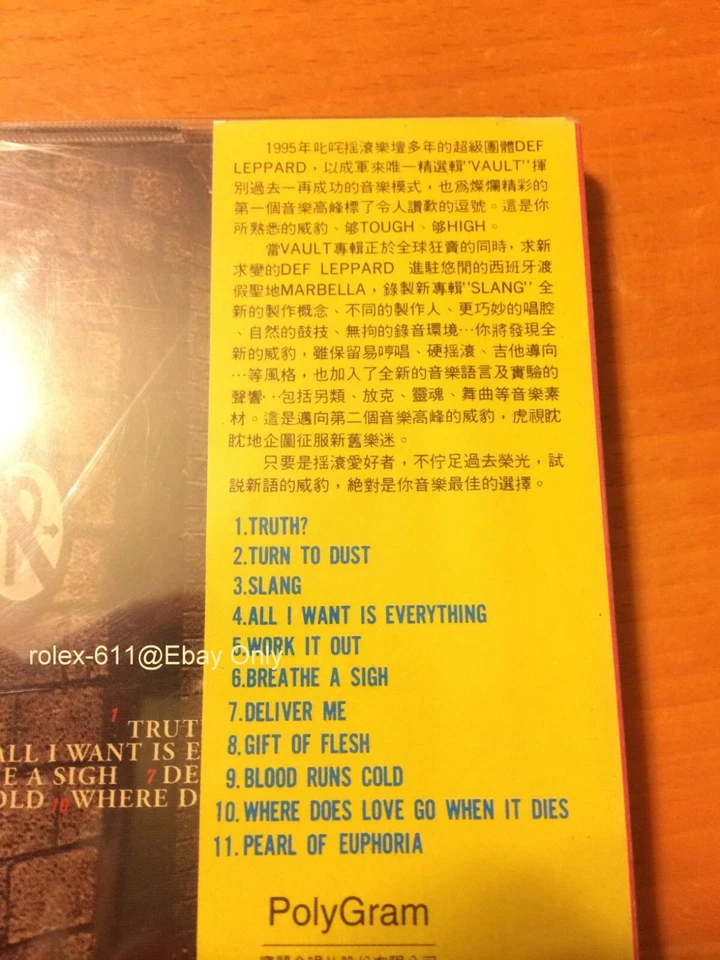 1995年叱咤摇滾樂壇多年的超級團體DEF
LEPPARD，以成軍來唯一精選輯"VAULT"揮
別過去一再成功的音樂模式，也爲燦爛精彩的
第一個音樂高峰標了令人讚歎的逗號。這是你
所熟悉的威豹、够TOUGH、够HIGH。
當VAULT專輯正於全球狂賣的同時，求新
求變的DEF LEPPARD 進駐悠閒的西班牙渡
假聖地MARBELLA，錄製新專輯"SLANG" 全
新的製作概念、不同的製作人、更巧妙的唱腔
、自然的鼓技、無拘的錄音環境…你將發現全
新的威豹，雖保留易哼唱、硬摇滾、吉他導向
…等風格，也加入了全新的音樂語言及實驗的
聲響…包括另類、放克、靈魂、舞曲等音樂素
材。這是邁向第二個音樂高峰的威豹，虎視眈
眈地企圖征服新舊樂迷。
只要是摇滾愛好者，不佇足過去榮光，試
説新語的威豹，絶對是你音樂最佳的選擇。
1.TRUTH?
2.TURN TO DUST
3.SLANG
4.ALL I WANT IS EVERYTHING
5.WORK IT OUT
6.BREATHE A SIGH
7.DELIVER ME
8.GIFT OF FLESH
9.BLOOD RUNS COLD
10.WHERE DOES LOVE GO WHEN IT DIES
11.PEARL OF EUPHORIA
PolyGram
rolex-611@Ebay Only
1 TRUT
ALL I WANT IS E
E A SIGH 7 DE
OLD 10 WHERE D